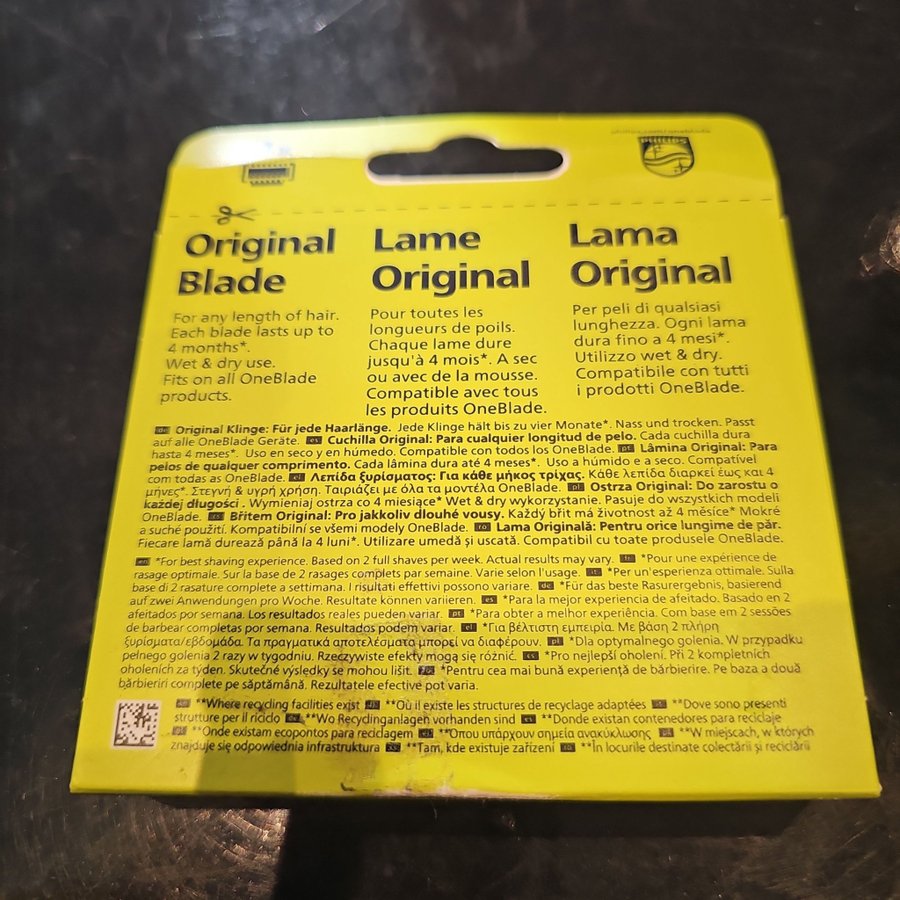 philips.com/oneblade
PHILIPS
Original
Blade
For any length of hair.
Each blade lasts up to
4 months*.
Wet & dry use.
Fits on all OneBlade
products.
Lame
Original
Pour toutes les
longueurs de poils.
Chaque lame dure
jusqu'à 4 mois*. A sec
ou avec de la mousse.
Compatible avec tous
les produits OneBlade.
Lama
Original
Per peli di qualsiasi
lunghezza. Ogni lama
dura fino a 4 mesi*.
Utilizzo wet & dry.
Compatibile con tutti
i prodotti OneBlade.
de Original Klinge: Für jede Haarlänge. Jede Klinge hält bis zu vier Monate*. Nass und trocken. Passt
auf alle OneBlade Geräte. es Cuchilla Original: Para cualquier longitud de pelo. Cada cuchilla dura
hasta 4 meses*. Uso en seco y en húmedo. Compatible con todos los OneBlade. pt Lâmina Original: Para
pelos de qualquer comprimento. Cada lâmina dura até 4 meses*. Uso a húmido e a seco. Compatível
com todas as OneBlade. el Λεπίδα ξυρίσματος: Για κάθε μήκος τρίχας. Κάθε λεπίδα διαρκεί έως και 4
μήνες*. Στεγνή & υγρή χρήση. Ταιριάζει με όλα τα μοντέλα OneBlade. pl Ostrza Original: Do zarostu o
każdej długości . Wymieniaj ostrza co 4 miesiące* Wet & dry wykorzystanie. Pasuje do wszystkich modeli
OneBlade. cs Břitem Original: Pro jakkoliv dlouhé vousy. Každý břit má životnost až 4 měsíce* Mokré
a suché použití. Kompatibilní se všemi modely OneBlade. ro Lama Originală: Pentru orice lungime de păr.
Fiecare lamă durează până la 4 luni*. Utilizare umedă și uscată. Compatibil cu toate produsele OneBlade.
en *For best shaving experience. Based on 2 full shaves per week. Actual results may vary. fr *Pour une expérience de
rasage optimale. Sur la base de 2 rasages complets par semaine. Varie selon l'usage. it *Per un'esperienza ottimale. Sulla
base di 2 rasature complete a settimana. I risultati effettivi possono variare. de *Für das beste Rasurergebnis, basierend
auf zwei Anwendungen pro Woche. Resultate können variieren. es *Para la mejor experiencia de afeitado. Basado en 2
afeitados por semana. Los resultados reales pueden variar. pt *Para obter a melhor experiência. Com base em 2 sessões
de barbear completas por semana. Resultados podem variar. el *Για βέλτιστη εμπειρία. Με βάση 2 πλήρη
ξυρίσματα/εβδομάδα. Τα πραγματικά αποτελέσματα μπορεί να διαφέρουν. pl *Dla optymalnego golenia. W przypadku
pełnego golenia 2 razy w tygodniu. Rzeczywiste efekty mogą się różnić. cs *Pro nejlepší oholení. Při 2 kompletních
oholeních za týden. Skutečné výsledky se mohou lišit. ro *Pentru cea mai bună experiență de bărbierire. Pe baza a două
bărbieriri complete pe săptămână. Rezultatele efective pot varia.
en **Where recycling facilities exist fr **Où il existe les structures de recyclage adaptées it **Dove sono presenti
strutture per il riciclo de **Wo Recyclinganlagen vorhanden sind es **Donde existan contenedores para reciclaje
pt **Onde existam ecopontos para reciclagem el **Όπου υπάρχουν σημεία ανακύκλωσης pl **W miejscach, w których
znajduje się odpowiednia infrastruktura cs **Tam, kde existuje zařízení ro **În locurile destinate colectării și reciclării